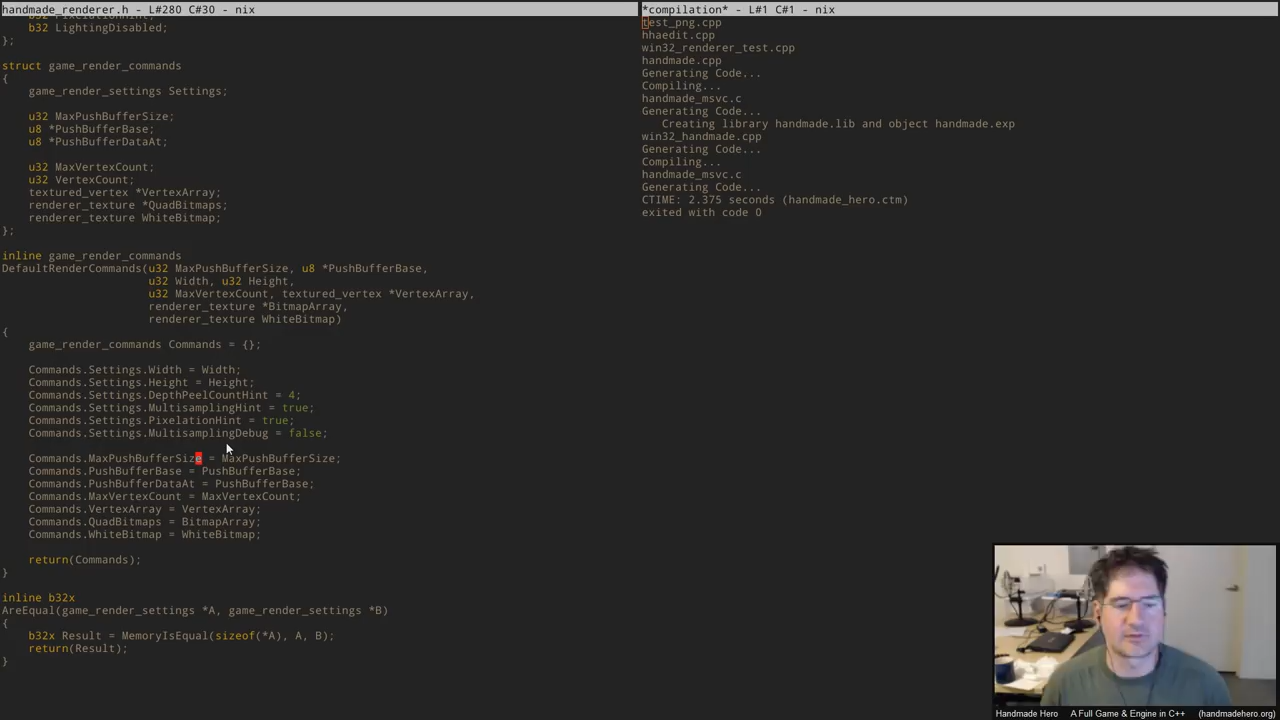 handmade_renderer.h - L#280 C#30 - nix
b32 PixelationHint;
b32 LightingDisabled;
};
struct game_render_commands
{
game_render_settings Settings;
u32 MaxPushBufferSize;
u8 *PushBufferBase;
u8 *PushBufferDataAt;
u32 MaxVertexCount;
u32 VertexCount;
textured_vertex *VertexArray;
renderer_texture *QuadBitmaps;
renderer_texture WhiteBitmap;
};
inline game_render_commands
DefaultRenderCommands(u32 MaxPushBufferSize, u8 *PushBufferBase,
u32 Width, u32 Height,
u32 MaxVertexCount, textured_vertex *VertexArray,
renderer_texture *BitmapArray,
renderer_texture WhiteBitmap)
{
game_render_commands Commands = {};
Commands.Settings.Width = Width;
Commands.Settings.Height = Height;
Commands.Settings.DepthPeelCountHint = 4;
Commands.Settings.MultisamplingHint = true;
Commands.Settings.PixelationHint = true;
Commands.Settings.MultisamplingDebug = false;
Commands.MaxPushBufferSize = MaxPushBufferSize;
Commands.PushBufferBase = PushBufferBase;
Commands.PushBufferDataAt = PushBufferBase;
Commands.MaxVertexCount = MaxVertexCount;
Commands.VertexArray = VertexArray;
Commands.QuadBitmaps = BitmapArray;
Commands.WhiteBitmap = WhiteBitmap;
return(Commands);
}
inline b32x
AreEqual(game_render_settings *A, game_render_settings *B)
{
b32x Result = MemoryIsEqual(sizeof(*A), A, B);
return(Result);
}
*compilation* - L#1 C#1 - nix
test_png.cpp
hhaedit.cpp
win32_renderer_test.cpp
handmade.cpp
Generating Code...
Compiling...
handmade_msvc.c
Generating Code...
Creating library handmade.lib and object handmade.exp
win32_handmade.cpp
Generating Code...
Compiling...
handmade_msvc.c
Generating Code...
CTIME: 2.375 seconds (handmade_hero.ctm)
exited with code 0
Handmade Hero A Full Game & Engine in C++ (handmadehero.org)